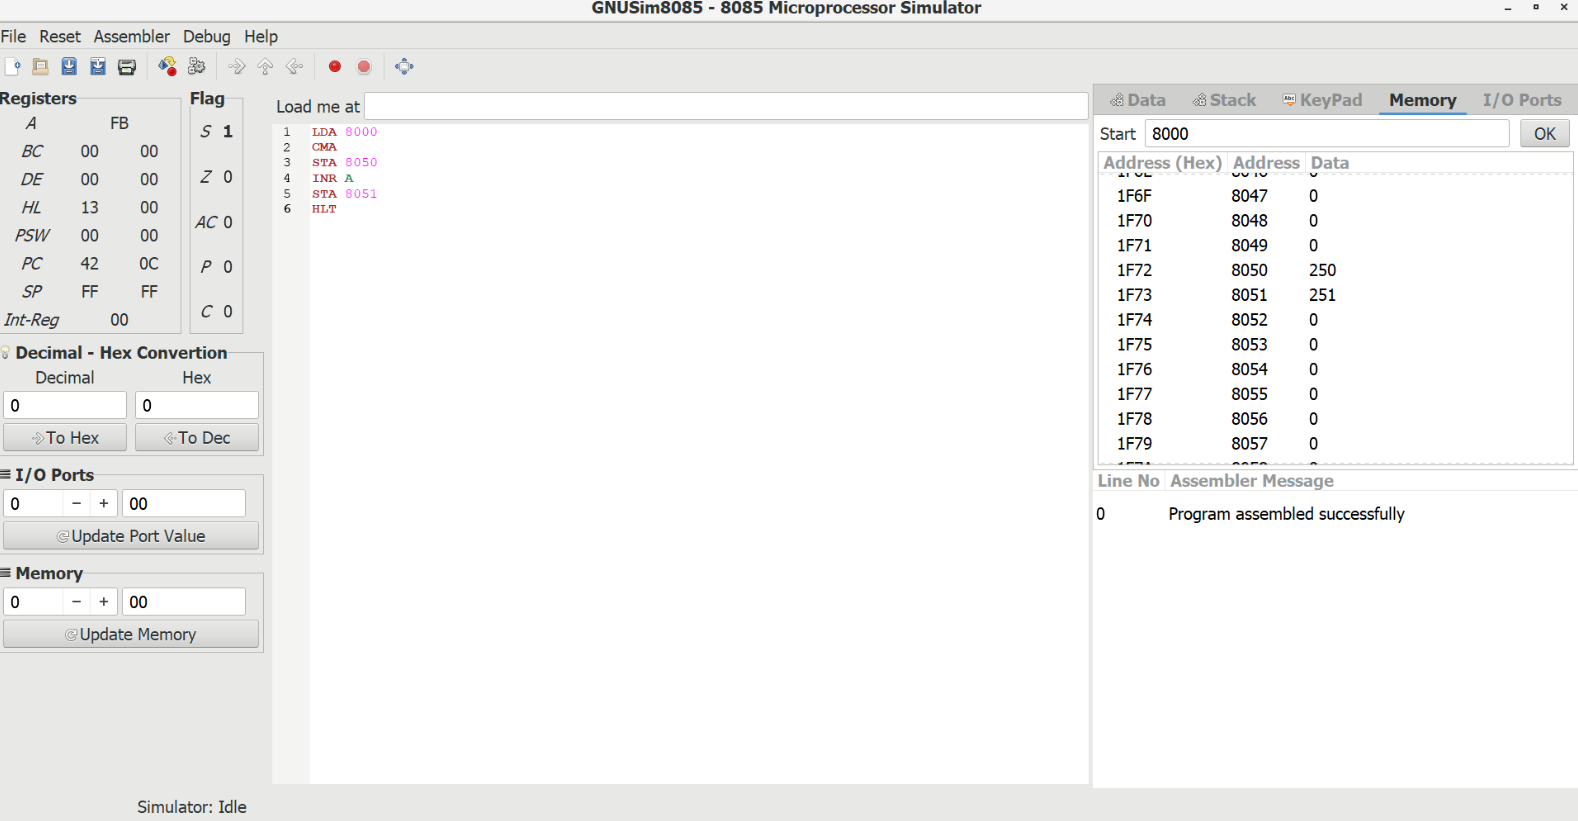 GNUSim8085 - 8085 Microprocessor Simulator
File Reset Assembler Debug Help
Registers
A FB
BC 00 00
DE 00 00
HL 13 00
PSW 00 00
PC 42 0C
SP FF FF
Int-Reg 00
Flag
S 1
Z 0
AC 0
P 0
C 0
Decimal - Hex Convertion
Decimal Hex
0 0
To Hex To Dec
I/O Ports
0 − + 00
Update Port Value
Memory
0 − + 00
Update Memory
Load me at
1 LDA 8000
2 CMA
3 STA 8050
4 INR A
5 STA 8051
6 HLT
Data Stack KeyPad Memory I/O Ports
Start 8000 OK
Address (Hex) Address Data
1F6F 8047 0
1F70 8048 0
1F71 8049 0
1F72 8050 250
1F73 8051 251
1F74 8052 0
1F75 8053 0
1F76 8054 0
1F77 8055 0
1F78 8056 0
1F79 8057 0
Line No Assembler Message
0 Program assembled successfully
Simulator: Idle